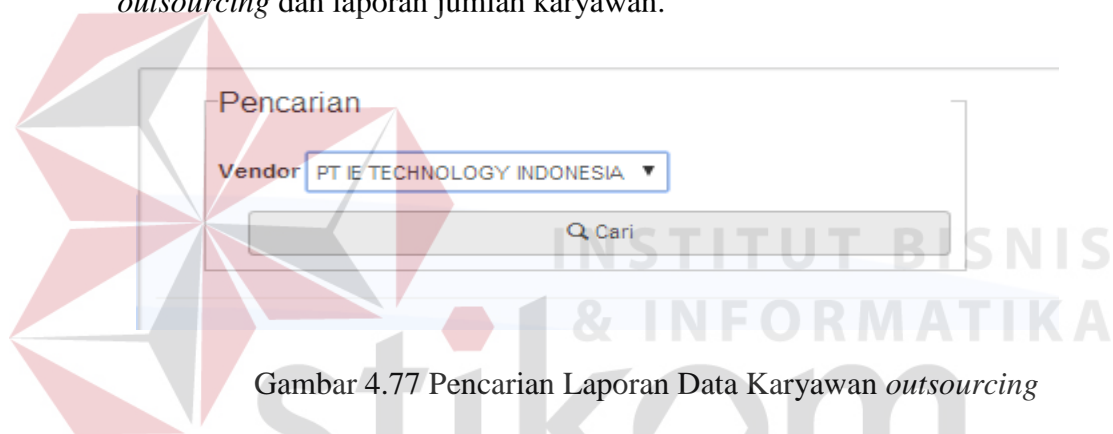 outsourcing dan laporan jumlah karyawan.
Pencarian
Vendor PT IE TECHNOLOGY INDONESIA
Cari
INSTITUT BISNIS
& INFORMATIKA
Gambar 4.77 Pencarian Laporan Data Karyawan outsourcing
stikom